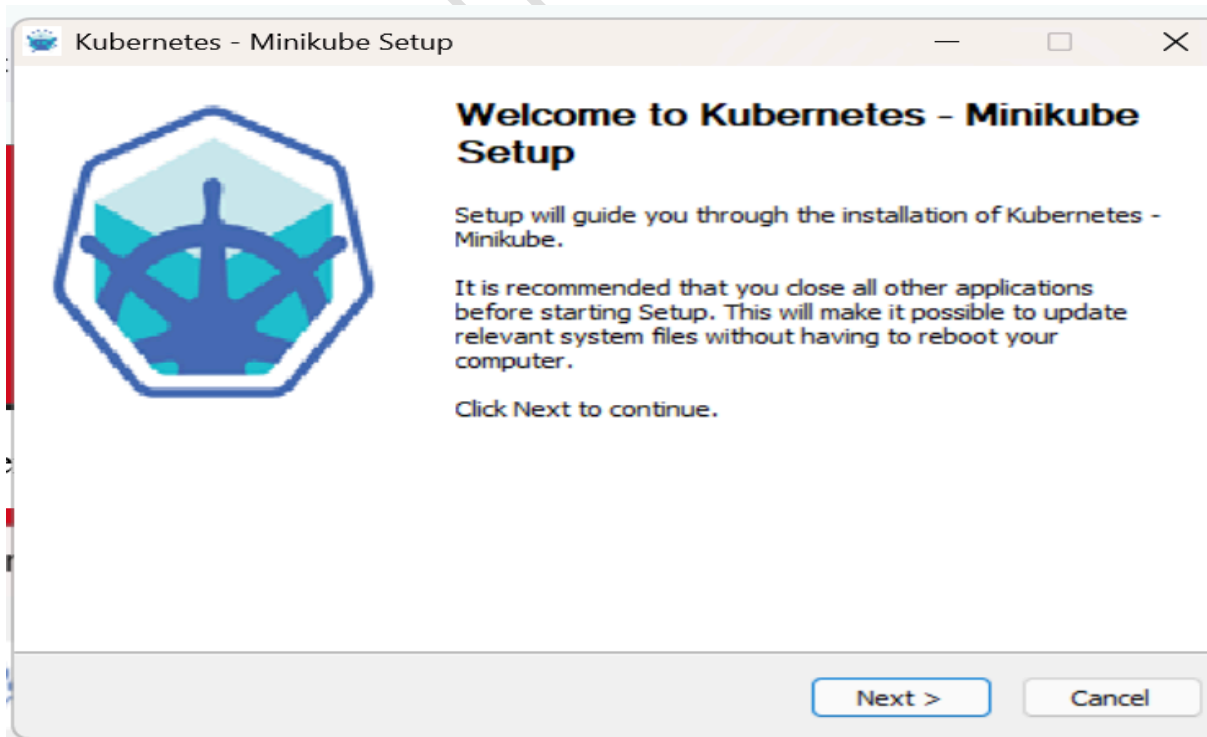 Kubernetes - Minikube Setup
Welcome to Kubernetes - Minikube
Setup
Setup will guide you through the installation of Kubernetes -
Minikube.
It is recommended that you close all other applications
before starting Setup. This will make it possible to update
relevant system files without having to reboot your
computer.
Click Next to continue.
Next >
Cancel